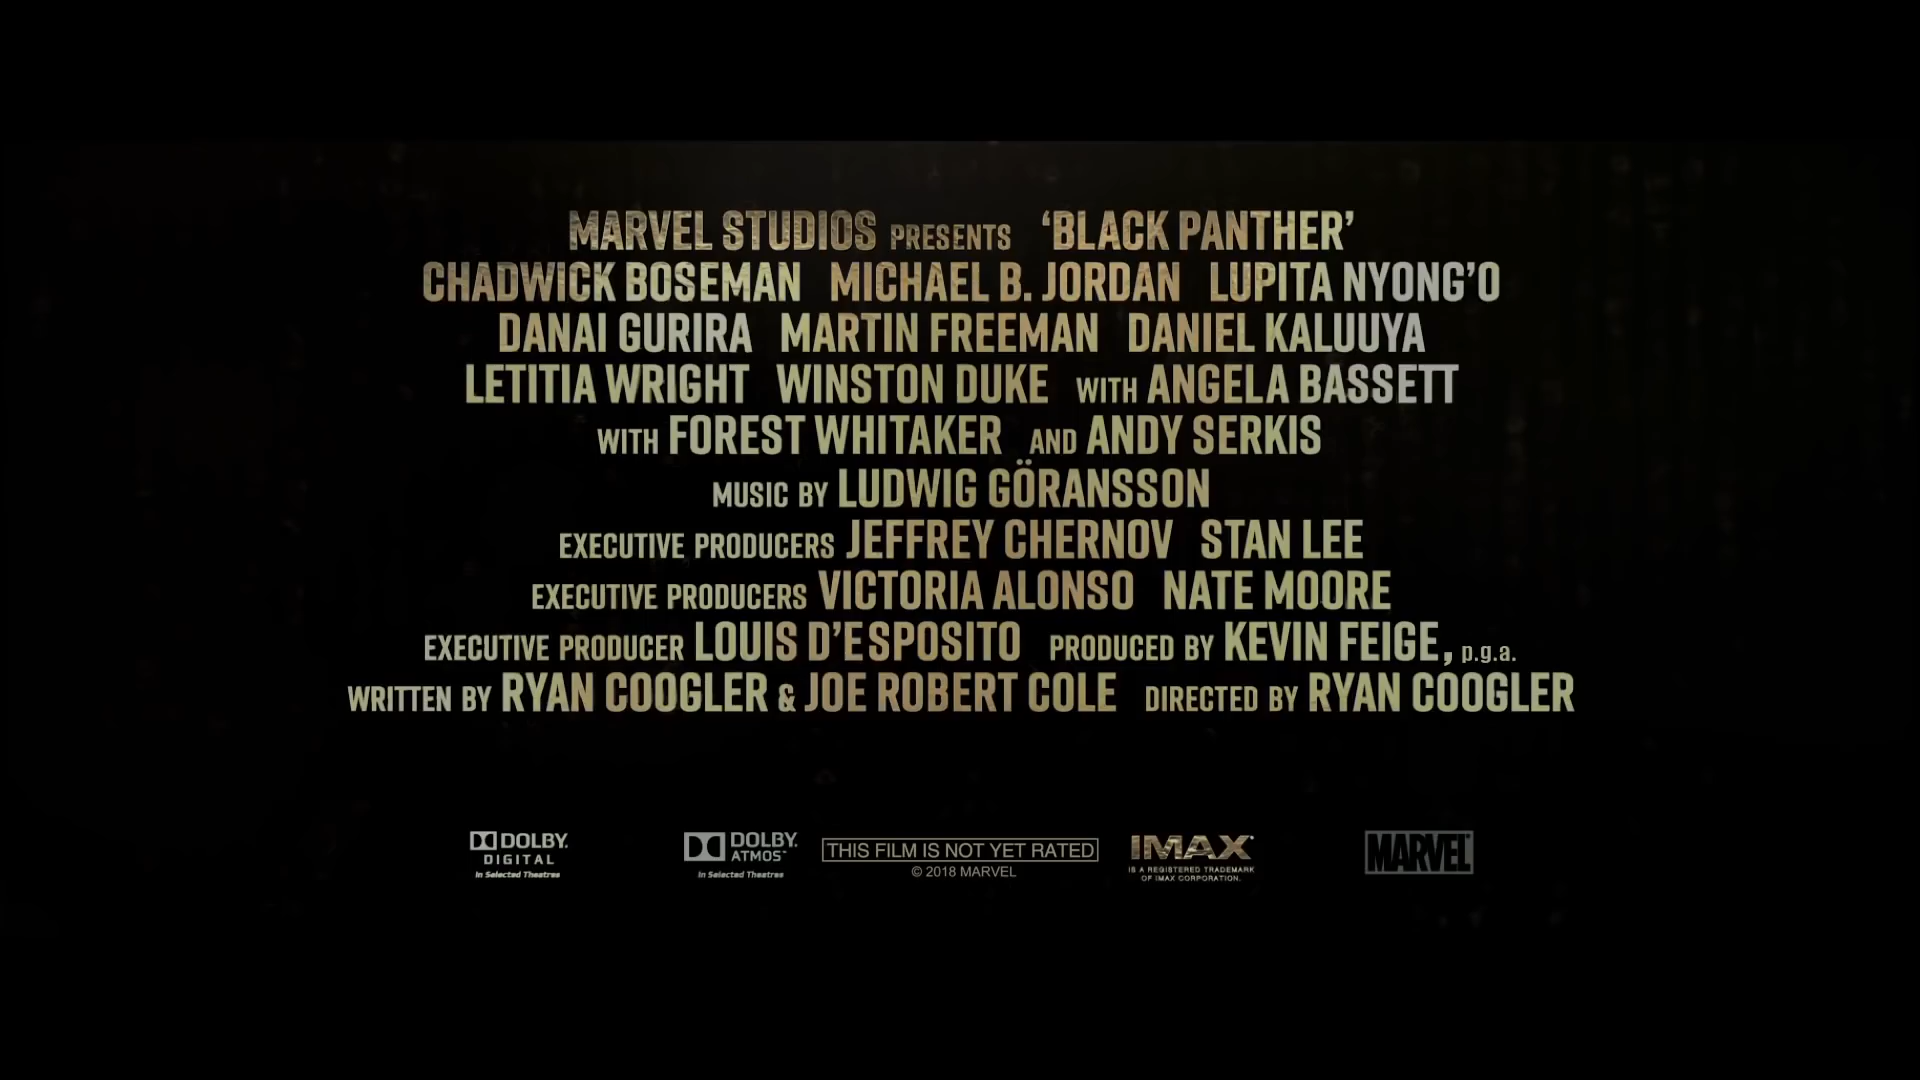 MARVEL STUDIOS PRESENTS ‘BLACK PANTHER’
CHADWICK BOSEMAN MICHAEL B. JORDAN LUPITA NYONG’O
DANAI GURIRA MARTIN FREEMAN DANIEL KALUUYA
LETITIA WRIGHT WINSTON DUKE WITH ANGELA BASSETT
WITH FOREST WHITAKER AND ANDY SERKIS
MUSIC BY LUDWIG GÖRANSSON
EXECUTIVE PRODUCERS JEFFREY CHERNOV STAN LEE
EXECUTIVE PRODUCERS VICTORIA ALONSO NATE MOORE
EXECUTIVE PRODUCER LOUIS D’ESPOSITO PRODUCED BY KEVIN FEIGE, p.g.a.
WRITTEN BY RYAN COOGLER & JOE ROBERT COLE DIRECTED BY RYAN COOGLER
DOLBY.
DIGITAL
In Selected Theatres
DOLBY.
ATMOS™
In Selected Theatres
THIS FILM IS NOT YET RATED
© 2018 MARVEL
IMAX®
IS A REGISTERED TRADEMARK
OF IMAX CORPORATION.
MARVEL